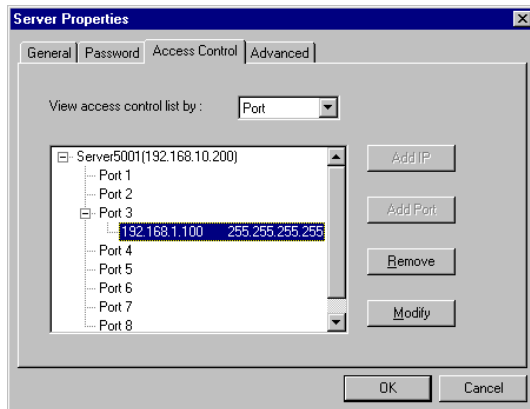 Server Properties
General Password Access Control Advanced
View access control list by : Port
Server5001(192.168.10.200)
Port 1
Port 2
Port 3
192.168.1.100 255.255.255.255
Port 4
Port 5
Port 6
Port 7
Port 8
Add IP
Add Port
Remove
Modify
OK Cancel